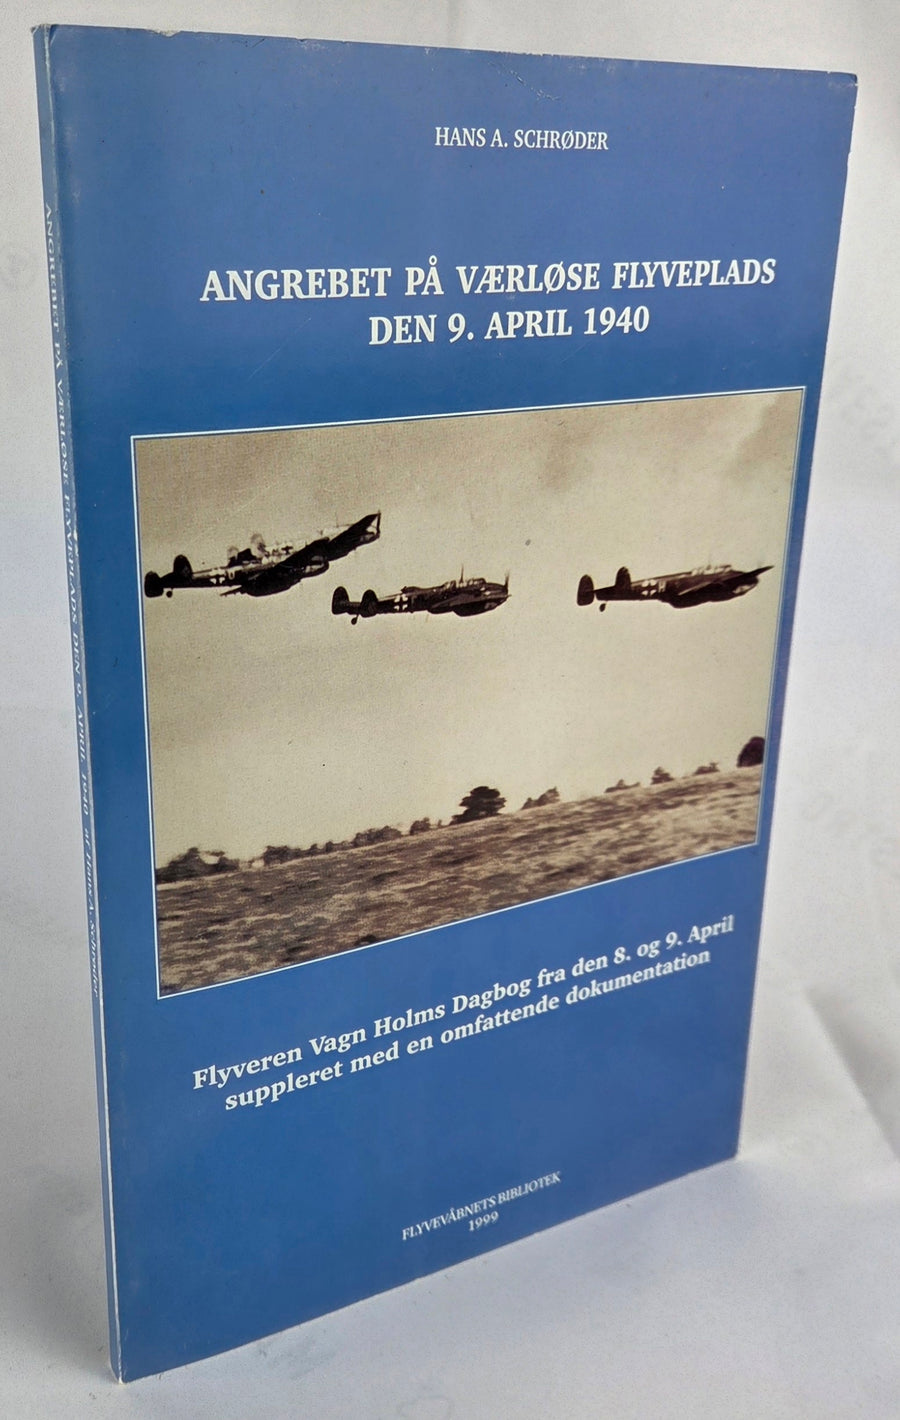 HANS A. SCHRØDER
ANGREBET PÅ VÆRLØSE FLYVEPLADS
DEN 9. APRIL 1940
Flyveren Vagn Holms Dagbog fra den 8. og 9. April
suppleret med en omfattende dokumentation
FLYVEVÅBNETS BIBLIOTEK
1999
ANGREBET PÅ VÆRLØSE FLYVEPLADS DEN 9. APRIL 1940 af Hans A. Schrøder